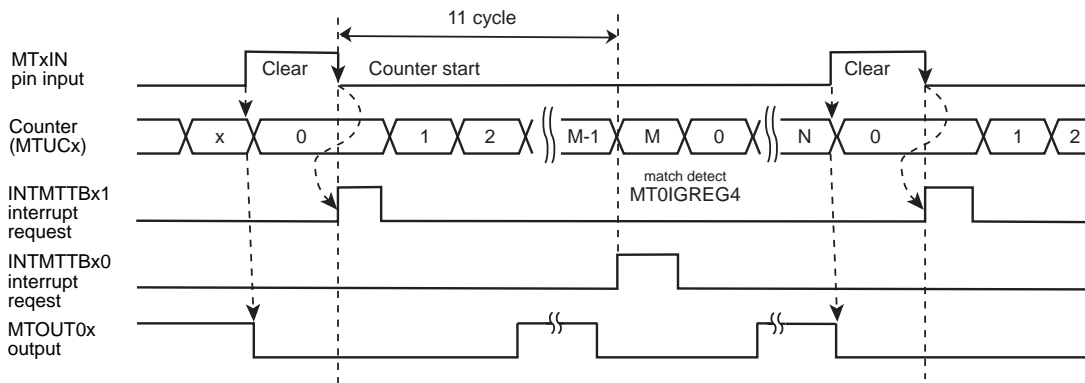 11 cycle
MTxIN
pin input
Clear
Counter start
Clear
Counter
(MTUCx)
x 0 1 2 M-1 M 0 N 0 1 2
match detect
MT0IGREG4
INTMTTBx1
interrupt
request
INTMTTBx0
interrupt
reqest
MTOUT0x
output